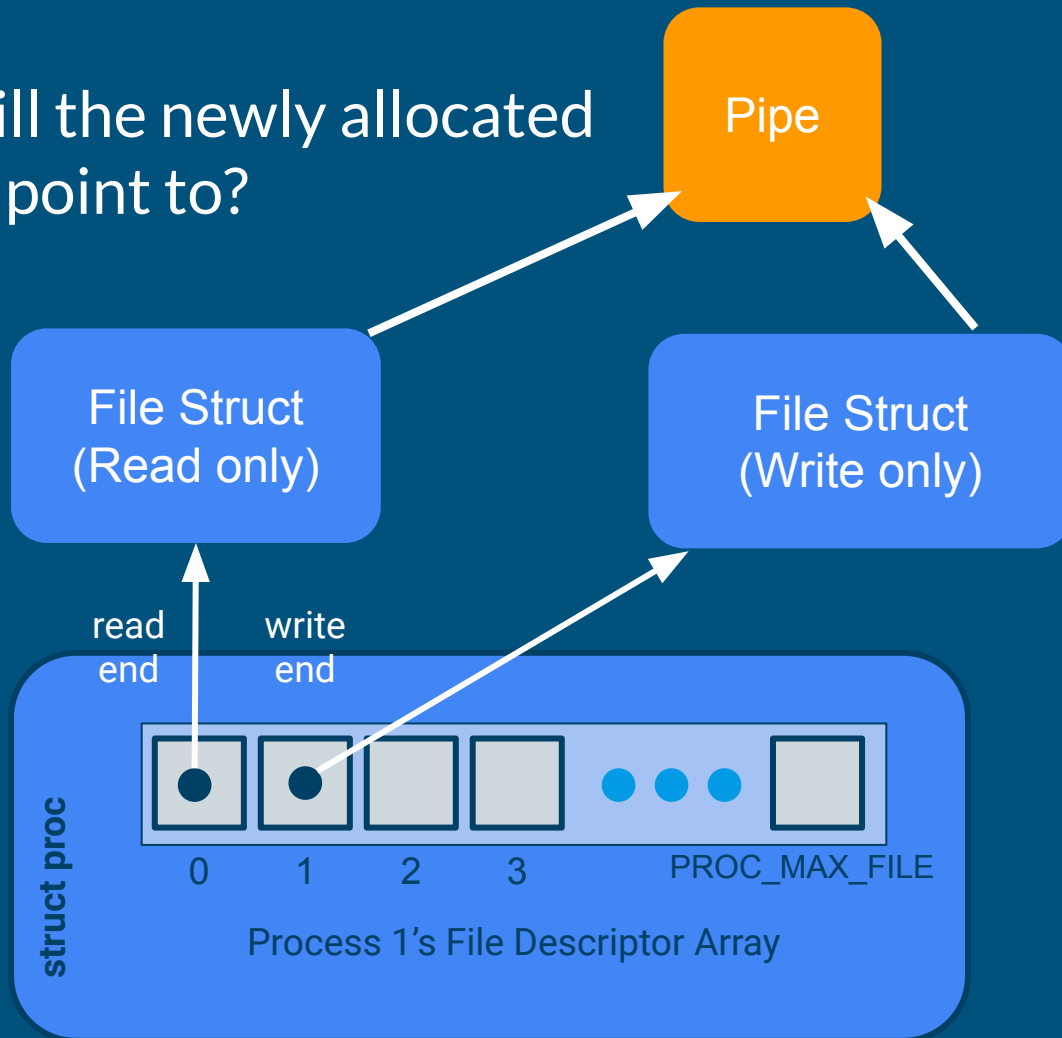 ill the newly allocated
point to?
Pipe
File Struct
(Read only)
File Struct
(Write only)
read
end
write
end
struct proc
0
1
2
3
PROC_MAX_FILE
Process 1’s File Descriptor Array